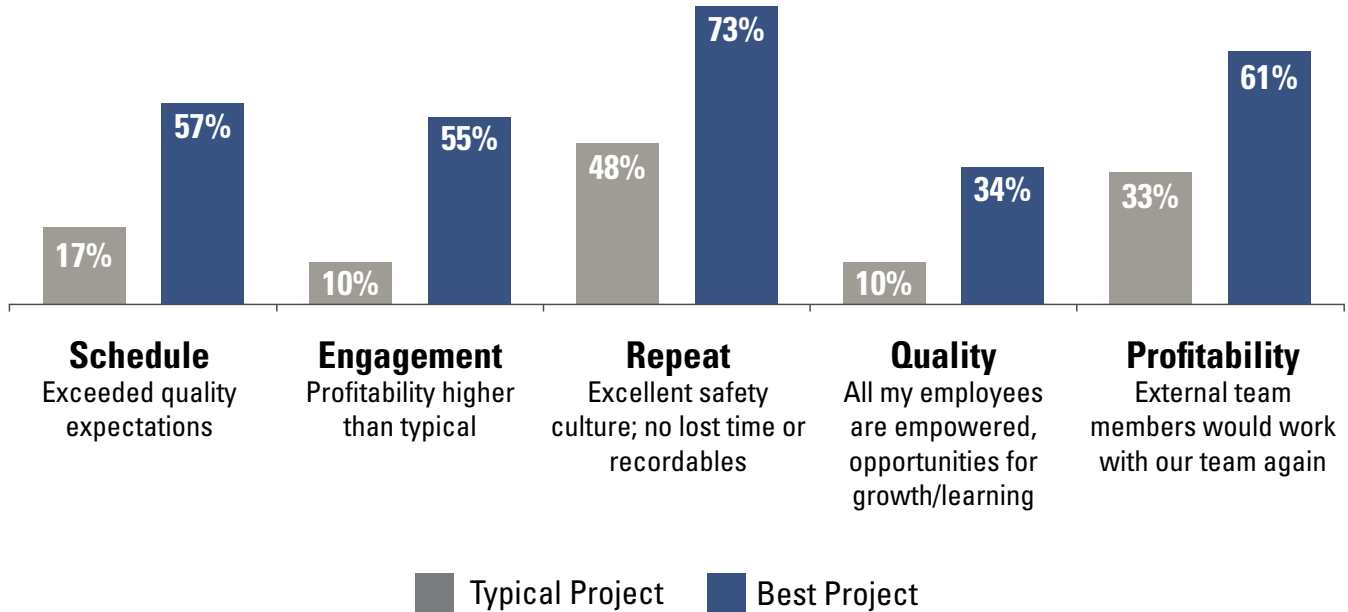 17%
57%
10%
55%
48%
73%
10%
34%
33%
61%
Schedule
Exceeded quality
expectations
Engagement
Profitability higher
than typical
Repeat
Excellent safety
culture; no lost time or
recordables
Quality
All my employees
are empowered,
opportunities for
growth/learning
Profitability
External team
members would work
with our team again
Typical Project
Best Project